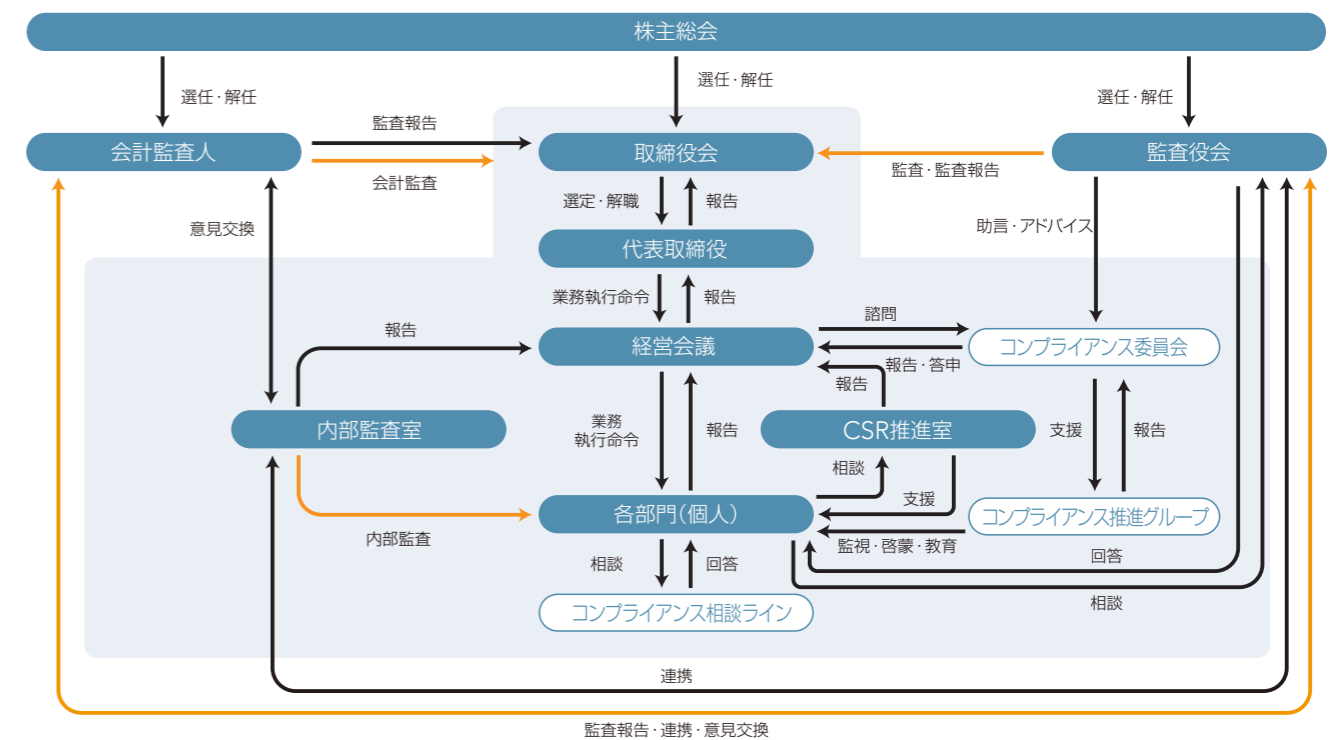 株主総会
選任・解任
選任・解任
選任・解任
会計監査人
監査報告
会計監査
取締役会
監査・監査報告
監査役会
意見交換
選定・解職
報告
助言・アドバイス
代表取締役
業務執行命令
報告
報告
経営会議
諮問
報告・答申
コンプライアンス委員会
報告
内部監査室
業務
執行命令
報告
CSR推進室
支援
報告
相談
支援
内部監査
各部門(個人)
監視・啓蒙・教育
コンプライアンス推進グループ
相談
回答
回答
コンプライアンス相談ライン
相談
連携
監査報告・連携・意見交換